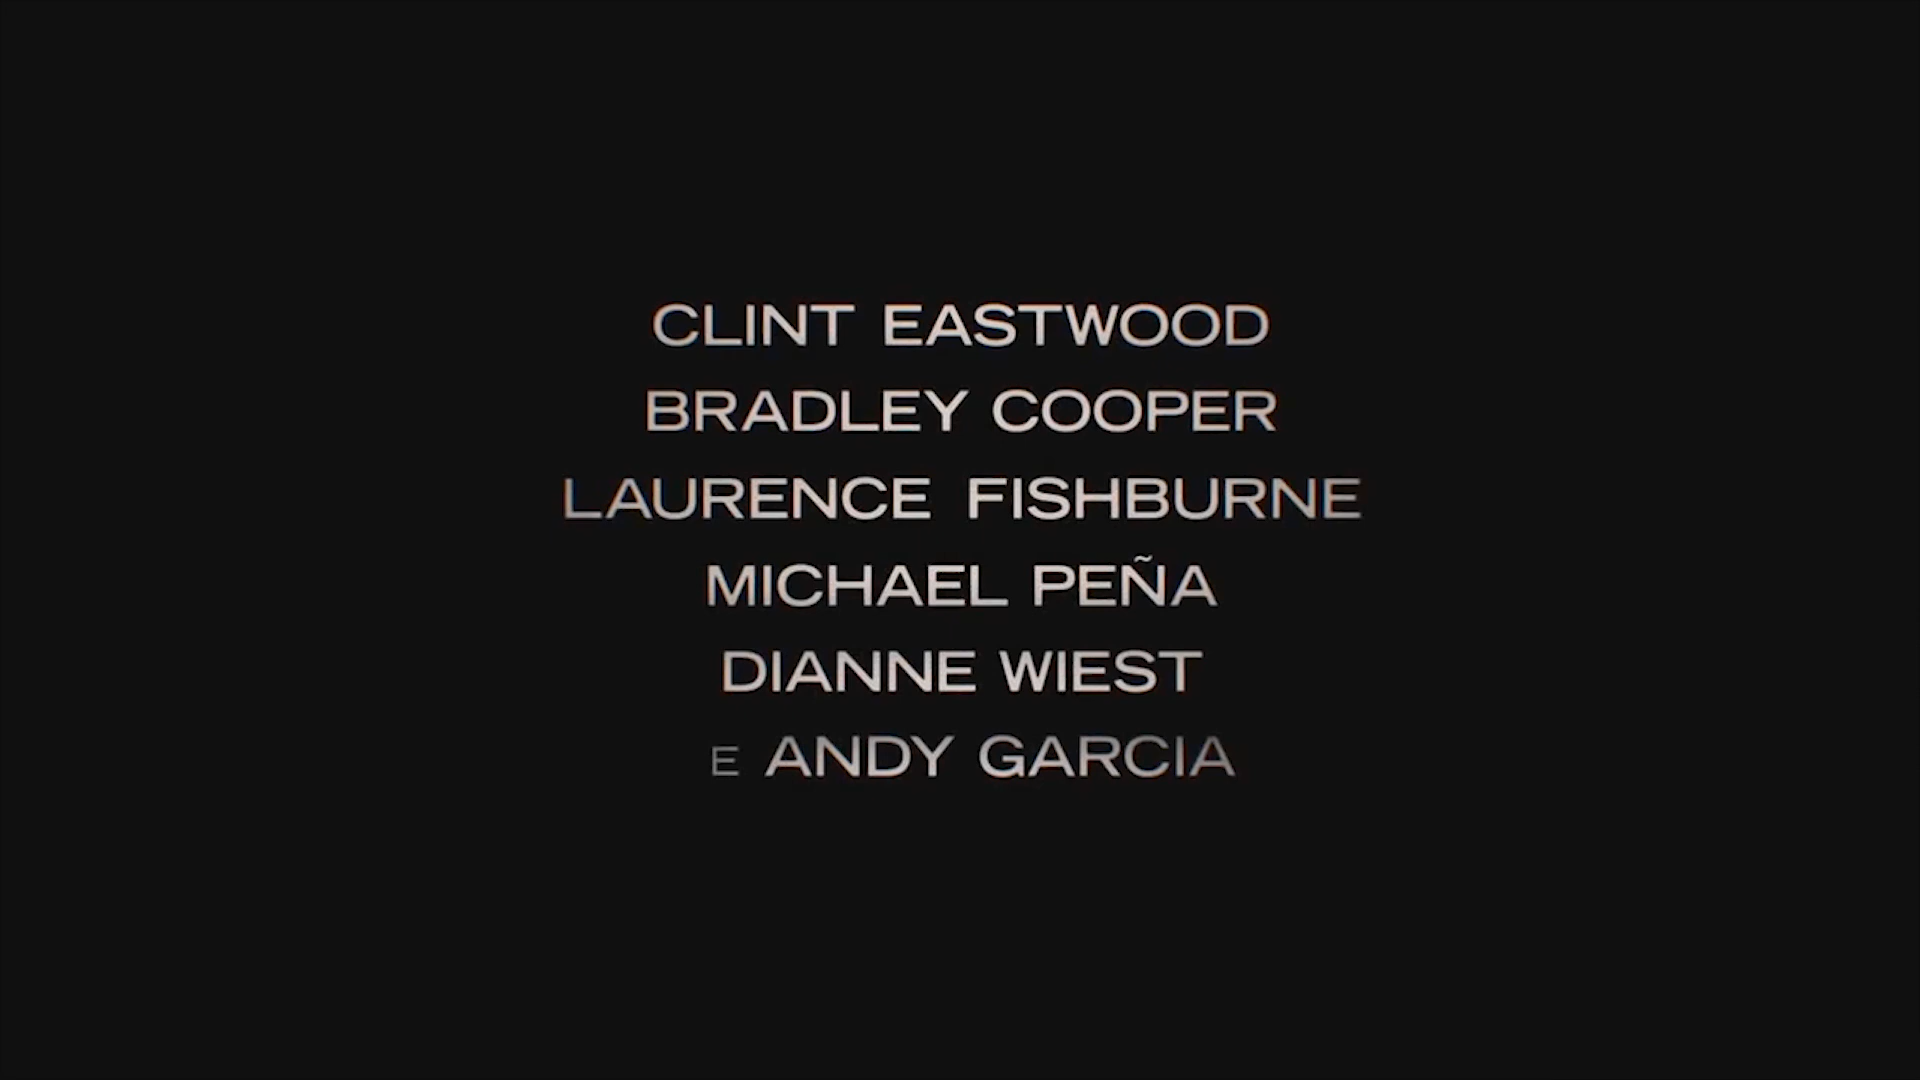 CLINT EASTWOOD
BRADLEY COOPER
LAURENCE FISHBURNE
MICHAEL PEÑA
DIANNE WIEST
E ANDY GARCIA